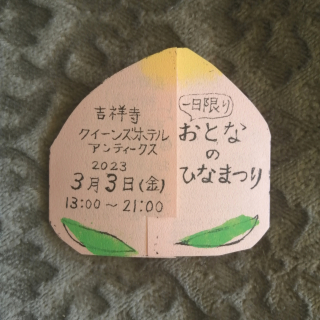 吉祥寺
クイーンズホテル
アンティークス
2023
3月3日(金)
13:00～21:00
一日限り
おとな
の
ひなまつり